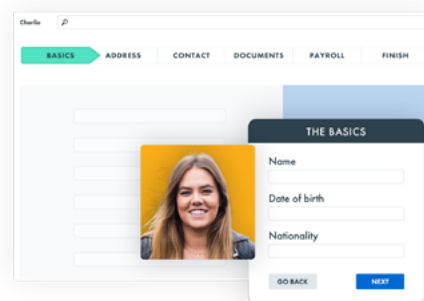 Charlie
BASICS ADDRESS CONTACT DOCUMENTS PAYROLL FINISH
THE BASICS
Name
Date of birth
Nationality
GO BACK NEXT